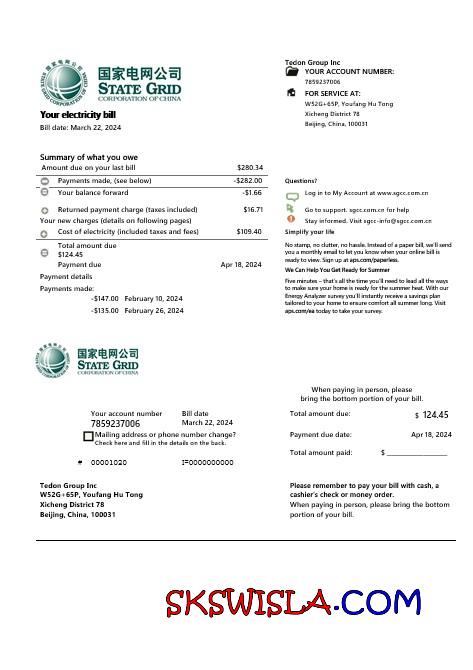 国家电网公司
STATE GRID
CORPORATION OF CHINA
Your electricity bill
Bill date: March 22, 2024
Tedon Group Inc
YOUR ACCOUNT NUMBER:
7859237006
FOR SERVICE AT:
W52G+65P, Youfang Hu Tong
Xicheng District 78
Beijing, China, 100031
Summary of what you owe
Amount due on your last bill $280.34
Payments made, (see below) -$282.00
Your balance forward -$1.66
Returned payment charge (taxes included) $16.71
Your new charges (details on following pages)
Cost of electricity (included taxes and fees) $109.40
Total amount due
$124.45
Payment due Apr 18, 2024
Payment details
Payments made:
-$147.00 February 10, 2024
-$135.00 February 26, 2024
Questions?
Log in to My Account at www.sgcc.com.cn
Go to support. sgcc.com.cn for help
Stay informed. Visit sgcc-info@sgcc.com.cn
Simplify your life
No stamp, no clutter, no hassle. Instead of a paper bill, we'll send
you a monthly email to let you know when your online bill is
ready to view. Sign up at aps.com/paperless.
We Can Help You Get Ready for Summer
Five minutes – that's all the time you'll need to lead all the ways
to make sure your home is ready for the summer heat. With our
Energy Analyzer survey you'll instantly receive a savings plan
tailored to your home to ensure comfort all summer long. Visit
aps.com/ea today to take your survey.
国家电网公司
STATE GRID
CORPORATION OF CHINA
When paying in person, please
bring the bottom portion of your bill.
Your account number Bill date
7859237006 March 22, 2024
Mailing address or phone number change?
Check here and fill in the details on the back.
# 00001020 I=0000000000
Total amount due: $ 124.45
Payment due date: Apr 18, 2024
Total amount paid: $
Tedon Group Inc
W52G+65P, Youfang Hu Tong
Xicheng District 78
Beijing, China, 100031
Please remember to pay your bill with cash, a
cashier's check or money order.
When paying in person, please bring the bottom
portion of your bill.
SKSWISLA.COM